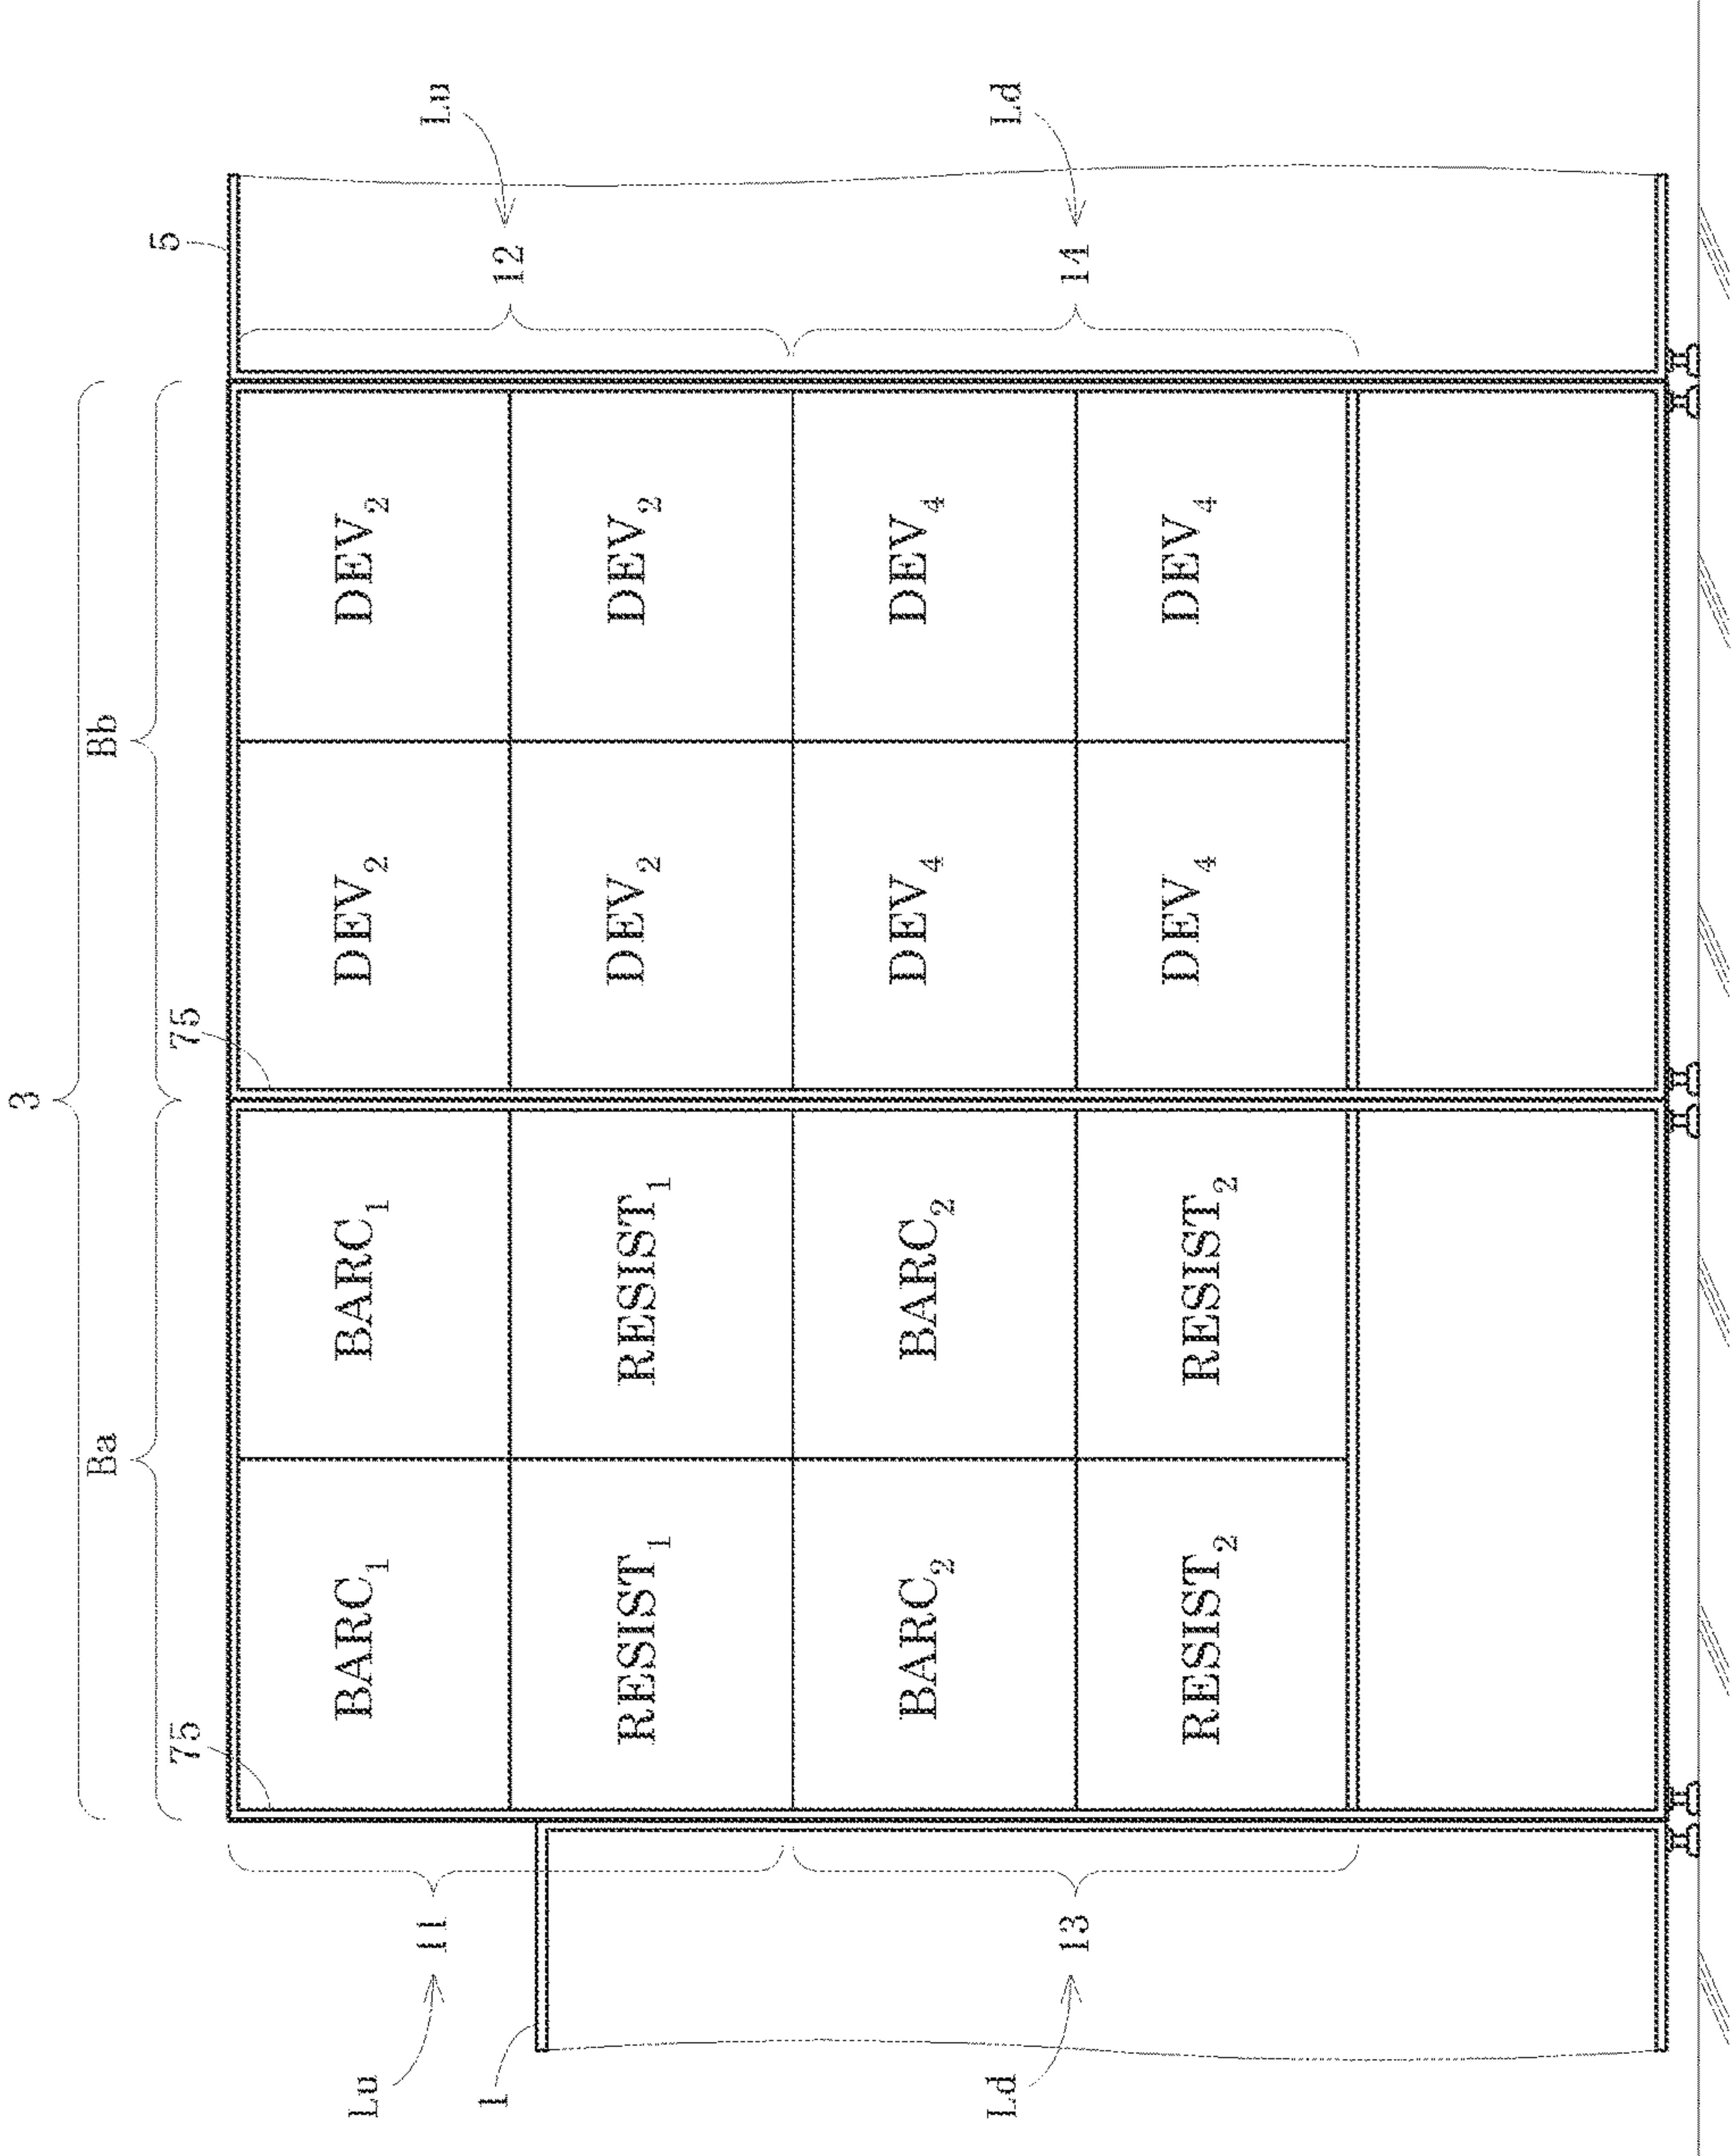 3
Ba Bb
75 75 5
Lu BARC₁ BARC₁ DEV₂ DEV₂ Lu
11 12
1
RESIST₁ RESIST₁ DEV₂ DEV₂
BARC₂ BARC₂ DEV₄ DEV₄
Ld Ld
13 14
RESIST₂ RESIST₂ DEV₄ DEV₄